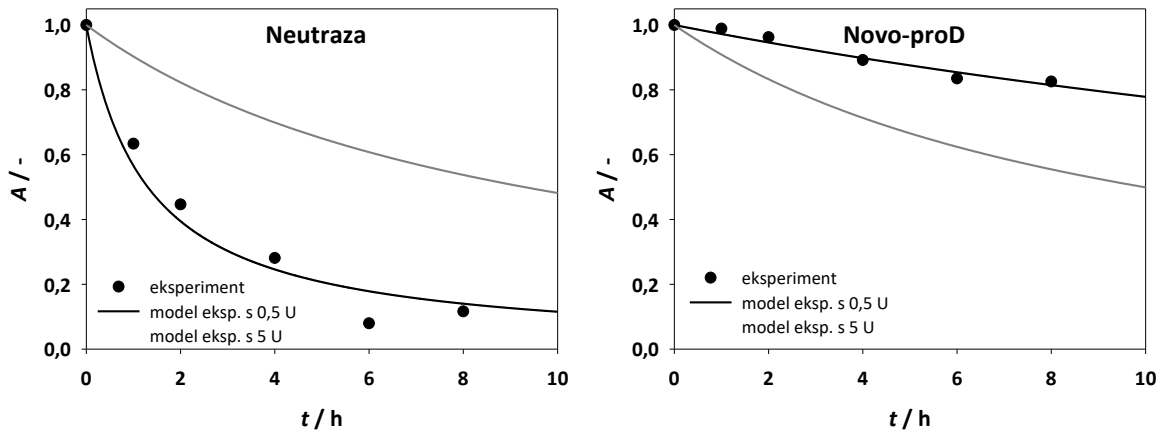 Neutraza
A / -
1,0
0,8
0,6
0,4
0,2
0,0
eksperiment
model eksp. s 0,5 U
model eksp. s 5 U
0 2 4 6 8 10
t / h
Novo-proD
A / -
1,0
0,8
0,6
0,4
0,2
0,0
eksperiment
model eksp. s 0,5 U
model eksp. s 5 U
0 2 4 6 8 10
t / h